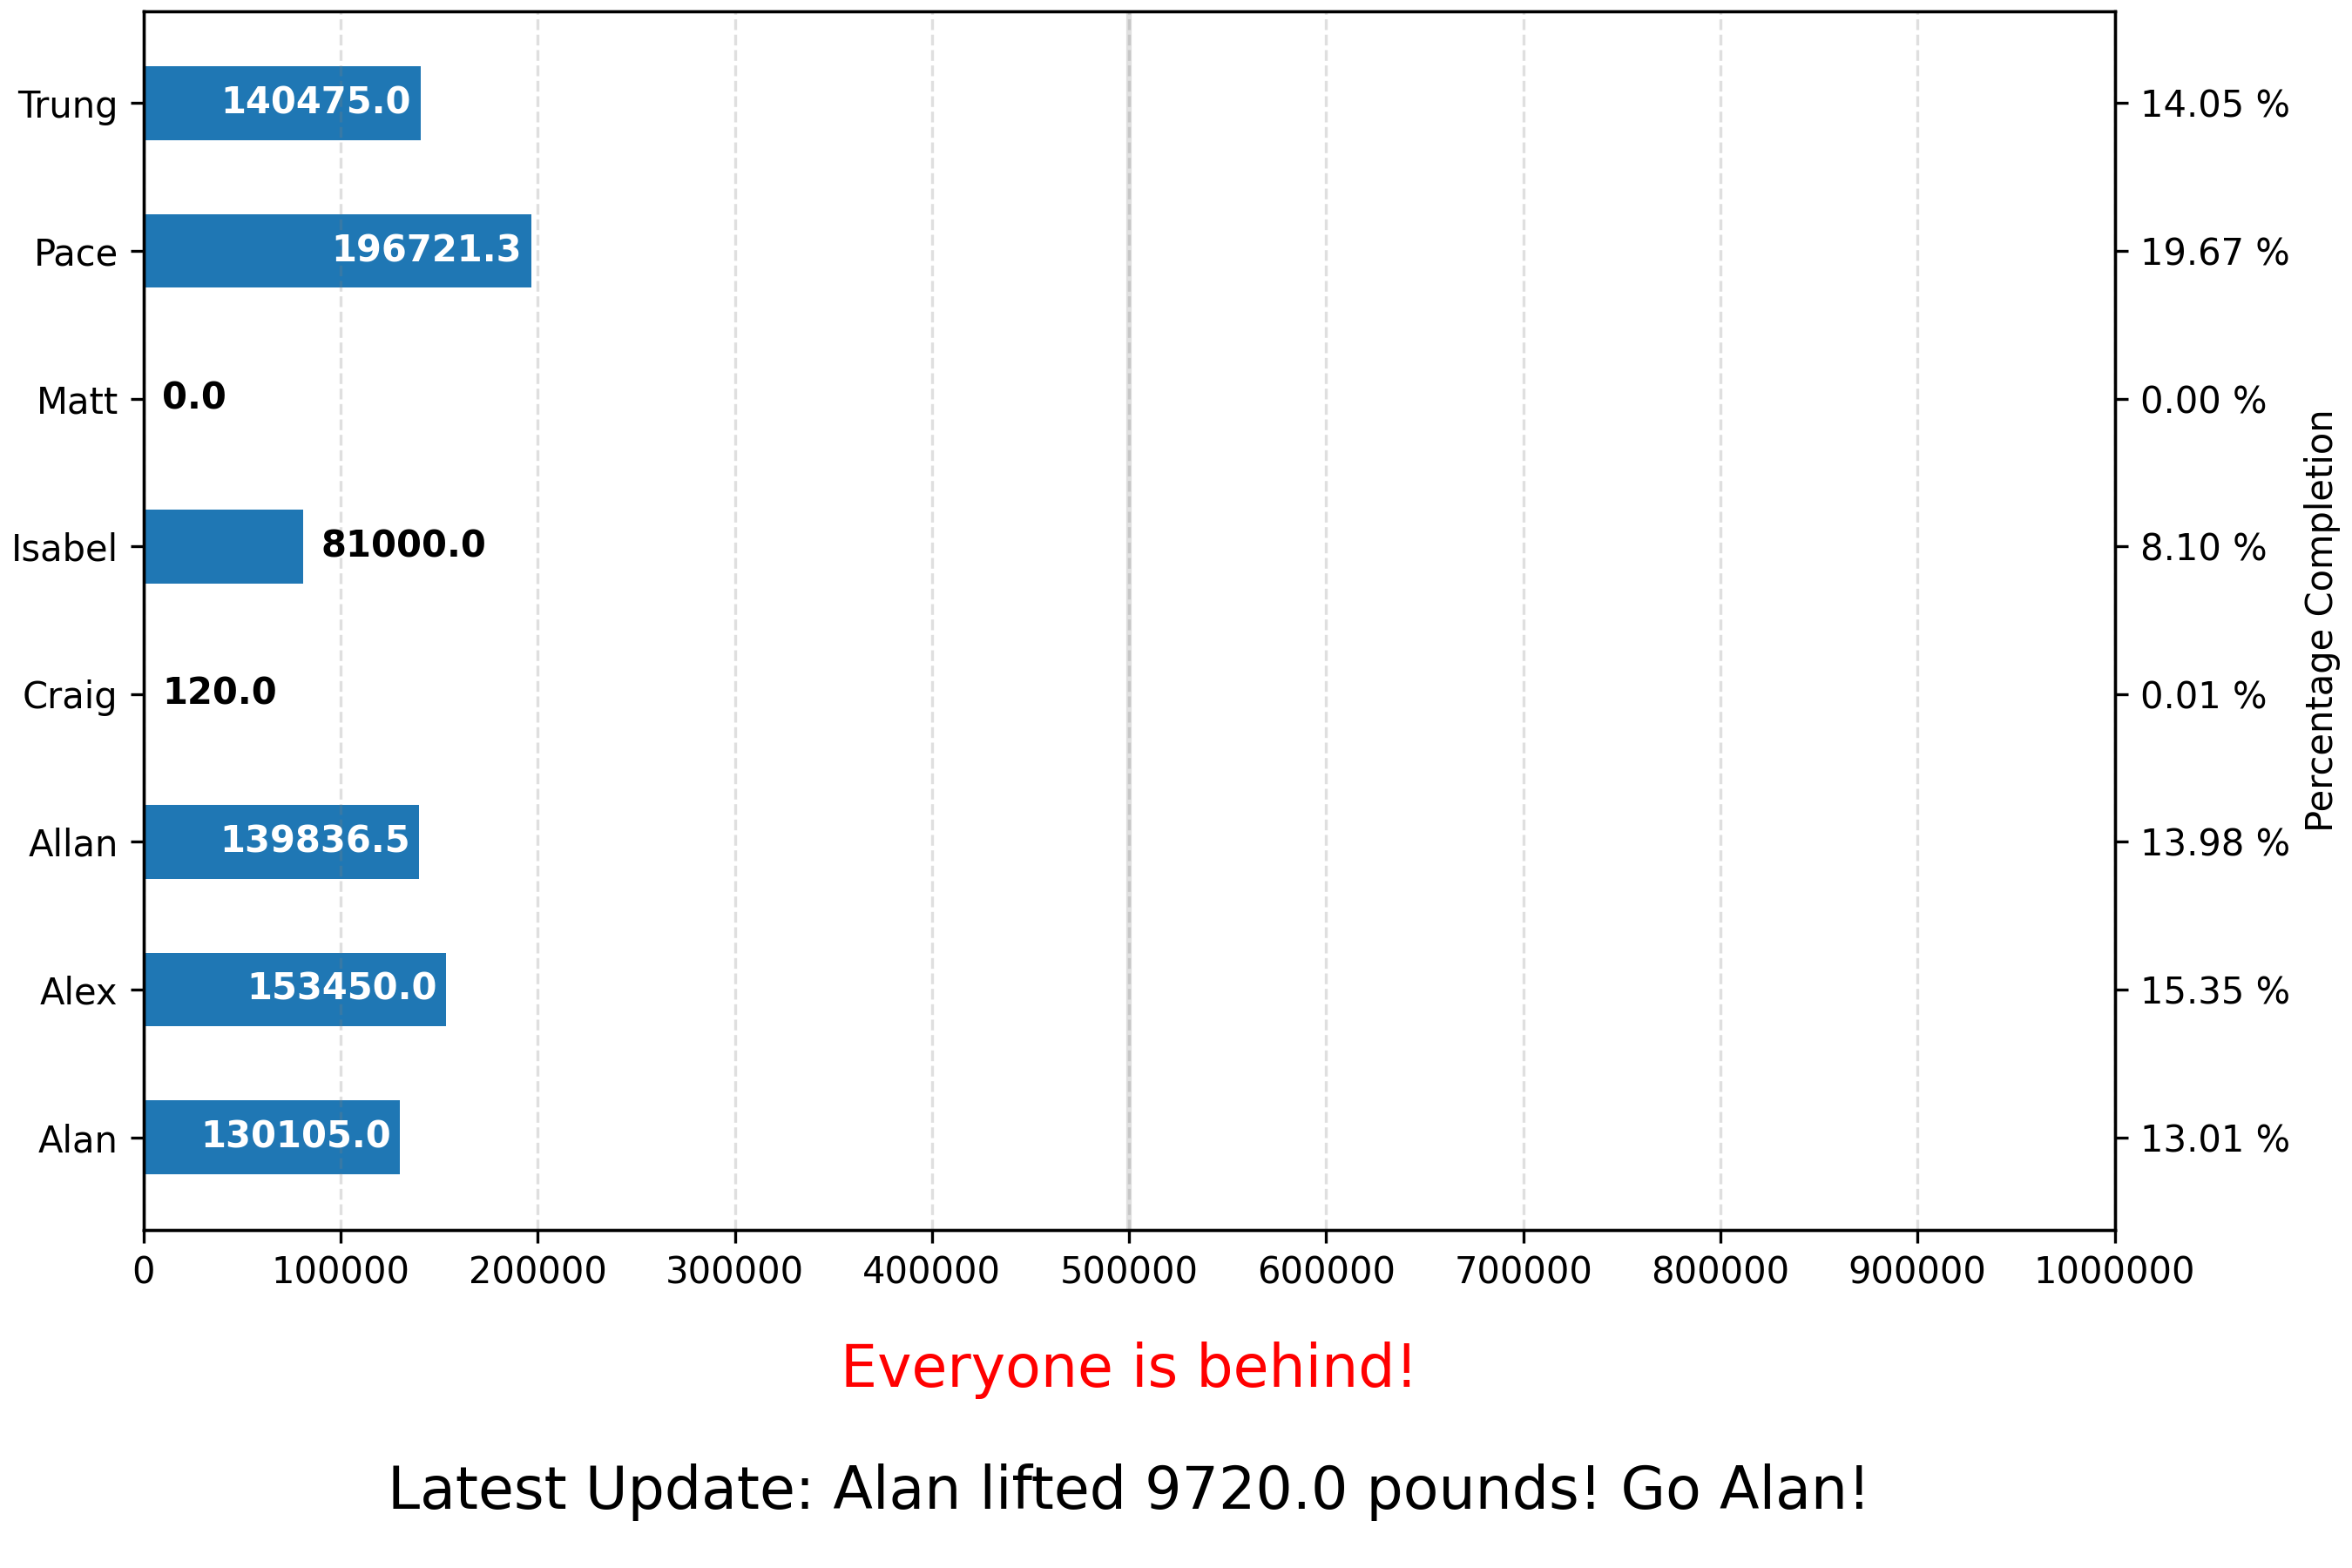 Trung 140475.0 14.05 %
Pace 196721.3 19.67 %
Matt 0.0 0.00 %
Isabel 81000.0 8.10 %
Craig 120.0 0.01 %
Allan 139836.5 13.98 %
Alex 153450.0 15.35 %
Alan 130105.0 13.01 %
Percentage Completion
0 100000 200000 300000 400000 500000 600000 700000 800000 900000 1000000
Everyone is behind!
Latest Update: Alan lifted 9720.0 pounds! Go Alan!